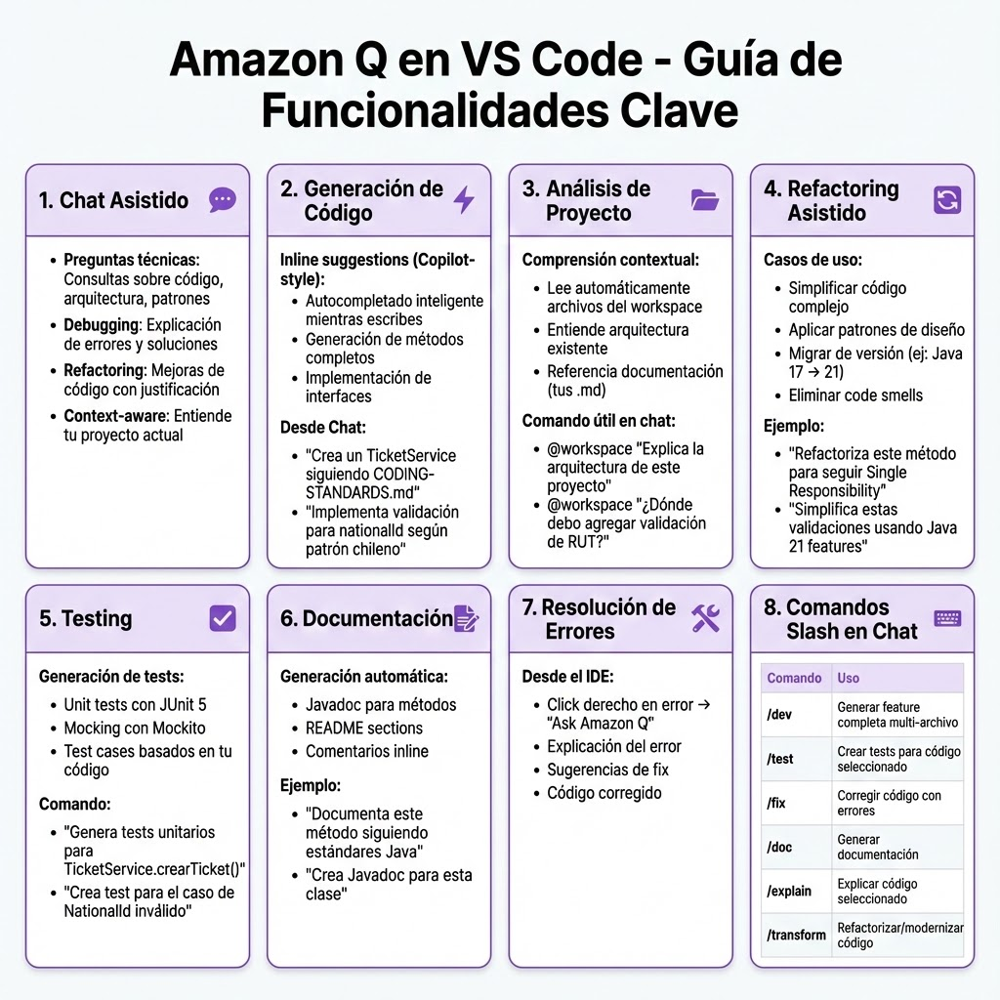 Amazon Q en VS Code - Guía de
Funcionalidades Clave
1. Chat Asistido
• Preguntas técnicas:
Consultas sobre código,
arquitectura, patrones
• Debugging: Explicación
de errores y soluciones
• Refactoring: Mejoras de
código con justificación
• Context-aware: Entiende
tu proyecto actual
2. Generación de
Código
Inline suggestions (Copilot-
style):
• Autocompletado inteligente
mientras escribes
• Generación de métodos
completos
• Implementación de
interfaces
Desde Chat:
• "Crea un TicketService
siguiendo CODING-
STANDARDS.md"
• "Implementa validación
para nationalId según
patrón chileno"
3. Análisis de
Proyecto
Comprensión contextual:
• Lee automáticamente
archivos del workspace
• Entiende arquitectura
existente
• Referencia documentación
(tus .md)
Comando útil en chat:
• @workspace "Explica la
arquitectura de este
proyecto"
• @workspace "¿Dónde
debo agregar validación
de RUT?"
4. Refactoring
Asistido
Casos de uso:
• Simplificar código
complejo
• Aplicar patrones de diseño
• Migrar de versión (ej: Java
17 → 21)
• Eliminar code smells
Ejemplo:
• "Refactoriza este método
para seguir Single
Responsibility"
• "Simplifica estas
validaciones usando Java
21 features"
5. Testing
Generación de tests:
• Unit tests con JUnit 5
• Mocking con Mockito
• Test cases basados en tu
código
Comando:
• "Genera tests unitarios
para
TicketService.crearTicket()"
• "Crea test para el caso de
NationalId inválido"
6. Documentación
Generación automática:
• Javadoc para métodos
• README sections
• Comentarios inline
Ejemplo:
• "Documenta este
método siguiendo
estándares Java"
• "Crea Javadoc para esta
clase"
7. Resolución de
Errores
Desde el IDE:
• Click derecho en error →
"Ask Amazon Q"
• Explicación del error
• Sugerencias de fix
• Código corregido
8. Comandos
Slash en Chat
Comando Uso
/dev Generar feature
completa multi-archivo
/test Crear tests para código
seleccionado
/fix Corregir código con
errores
/doc Generar
documentación
/explain Explicar código
seleccionado
/transform Refactorizar/modernizar
código